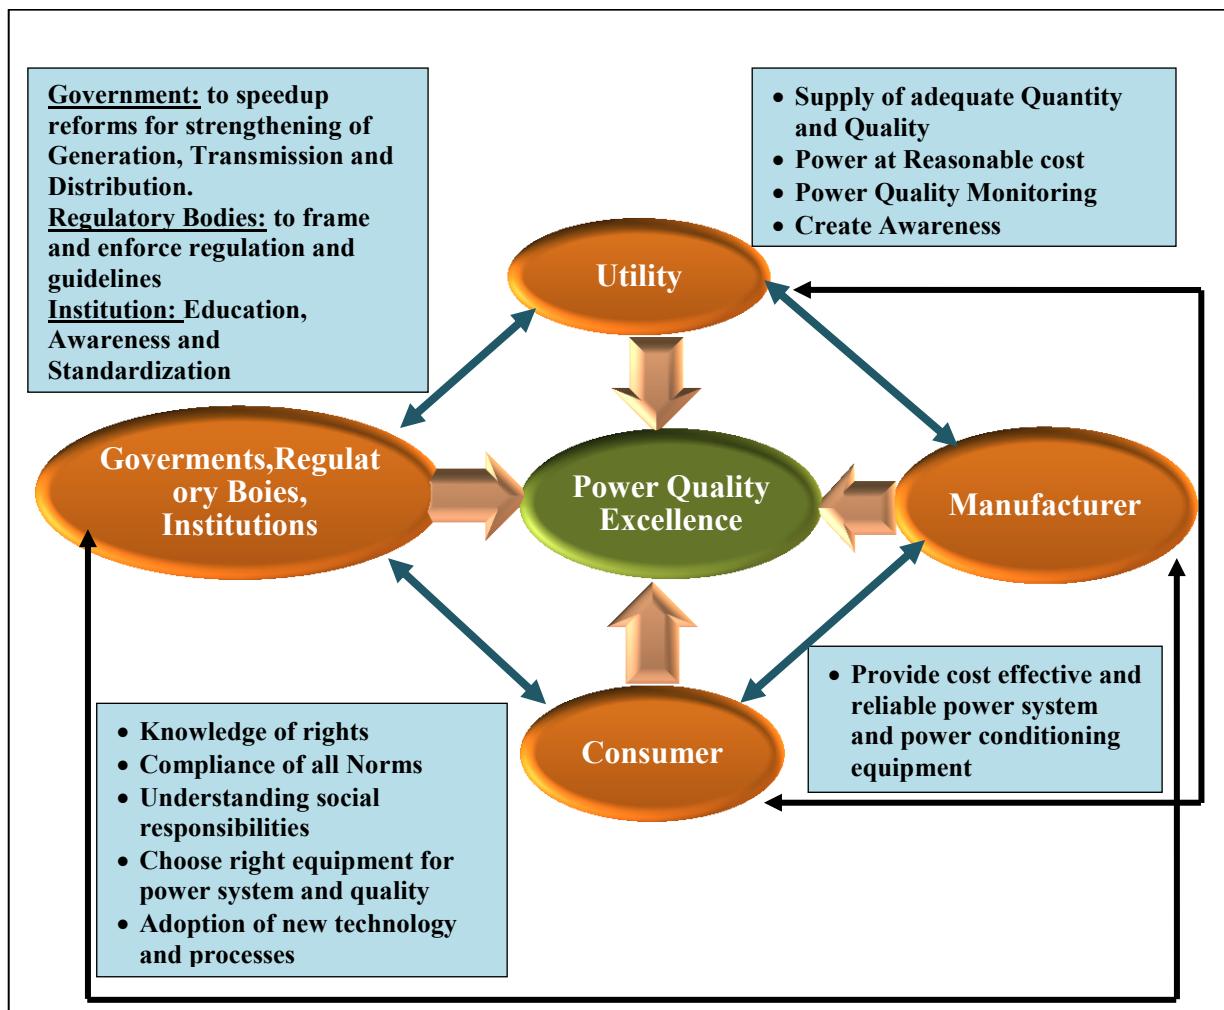 Government: to speedup
reforms for strengthening of
Generation, Transmission and
Distribution.
Regulatory Bodies: to frame
and enforce regulation and
guidelines
Institution: Education,
Awareness and
Standardization
• Supply of adequate Quantity
and Quality
• Power at Reasonable cost
• Power Quality Monitoring
• Create Awareness
Utility
Goverments,Regulat
ory Boies,
Institutions
Power Quality
Excellence
Manufacturer
Consumer
• Provide cost effective and
reliable power system
and power conditioning
equipment
• Knowledge of rights
• Compliance of all Norms
• Understanding social
responsibilities
• Choose right equipment for
power system and quality
• Adoption of new technology
and processes